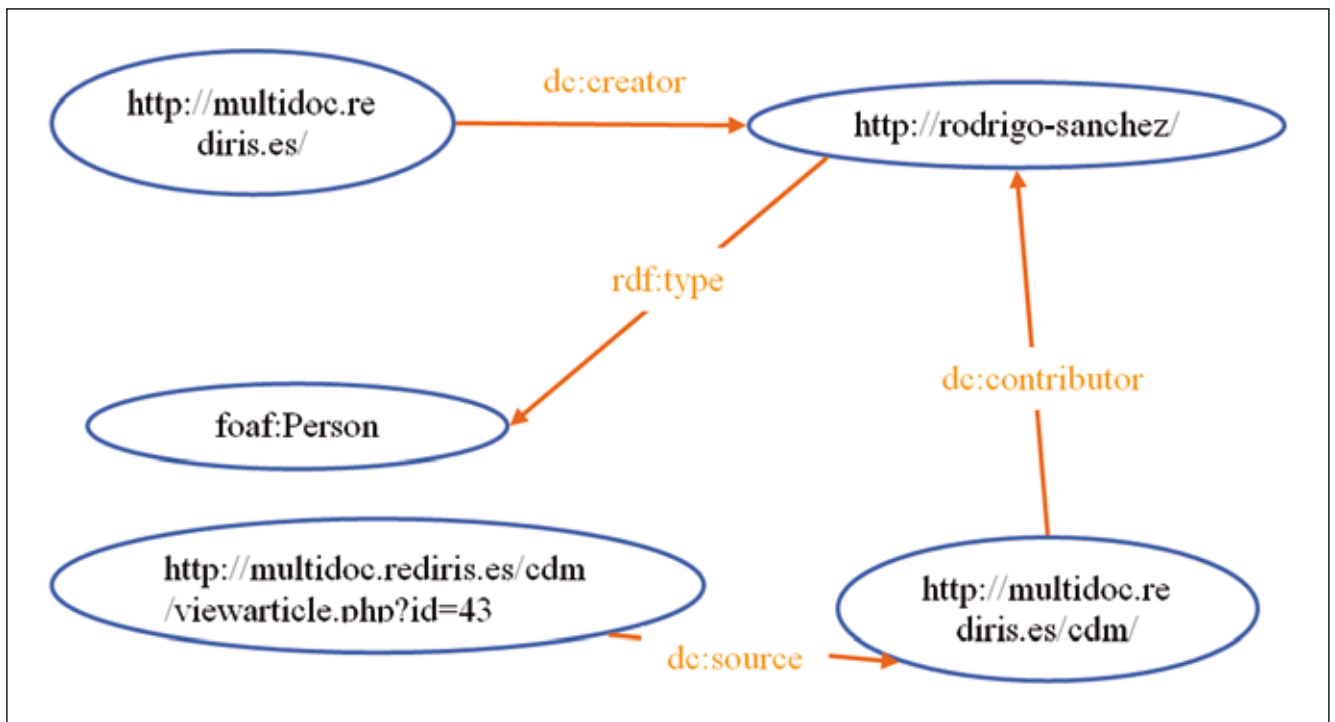 dc:creator
http://multidoc.re
diris.es/
http://rodrigo-sanchez/
rdf:type
dc:contributor
foaf:Person
http://multidoc.rediris.es/cdm
/viewarticle.php?id=43
http://multidoc.re
diris.es/cdm/
dc:source